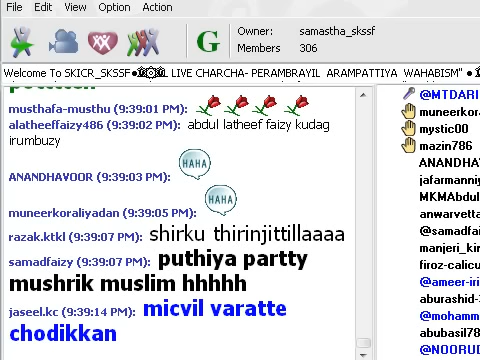 File View Option Action
G Owner: samastha_skssf
Members 306
Welcome To SKICR_SKSSF LIVE CHARCHA- PERAMBRAYIL ARAMPATTIYA WAHABISM"
musthafa-musthu (9:39:01 PM):
alatheeffaizy486 (9:39:02 PM): abdul latheef faizy kudag
irumbuzy
HAHA
ANANDHAVOOR (9:39:03 PM):
HAHA
muneerkoraliyadan (9:39:05 PM):
razak.ktkl (9:39:07 PM): shirku thirinjittillaaaa
samadfaizy (9:39:07 PM): puthiya partty
mushrik muslim hhhhh
jaseel.kc (9:39:14 PM): micvil varatte
chodikkan
@MTDARI
muneerkora
mystic00
mazin786
ANANDHA
jafarmanniy
MKMAbdul
anwarvetta
@samadfai
manjeri_kir
firoz-calicu
@ameer-iri
aburashid-
@mohamm
abubasil78
@NOORUD